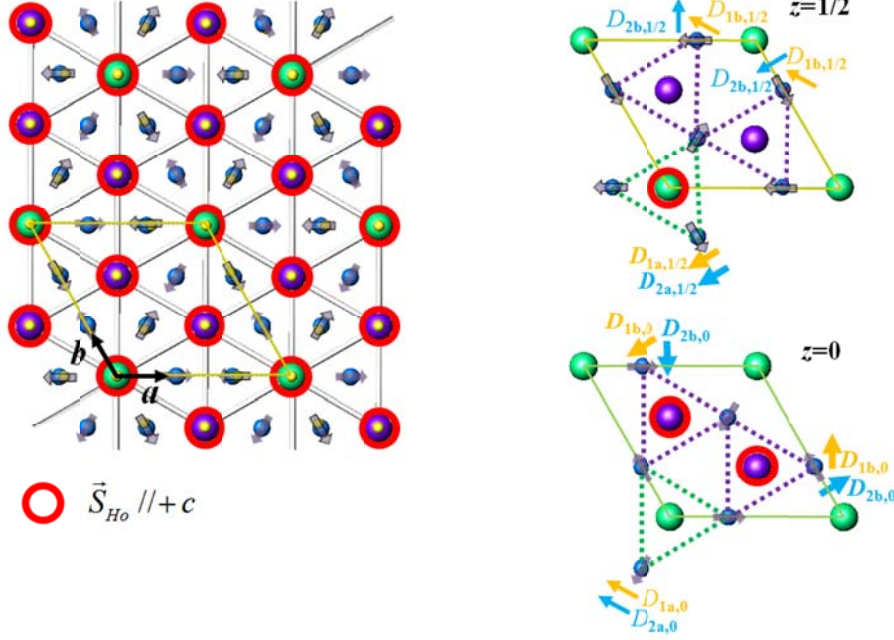 z=1/2
D2b,1/2
D1b,1/2
D2b,1/2
D1b,1/2
D1a,1/2
D2a,1/2
b
a
D1b,0
D2b,0
z=0
D1b,0
D2b,0
D1a,0
D2a,0
S⃗Ho //+c